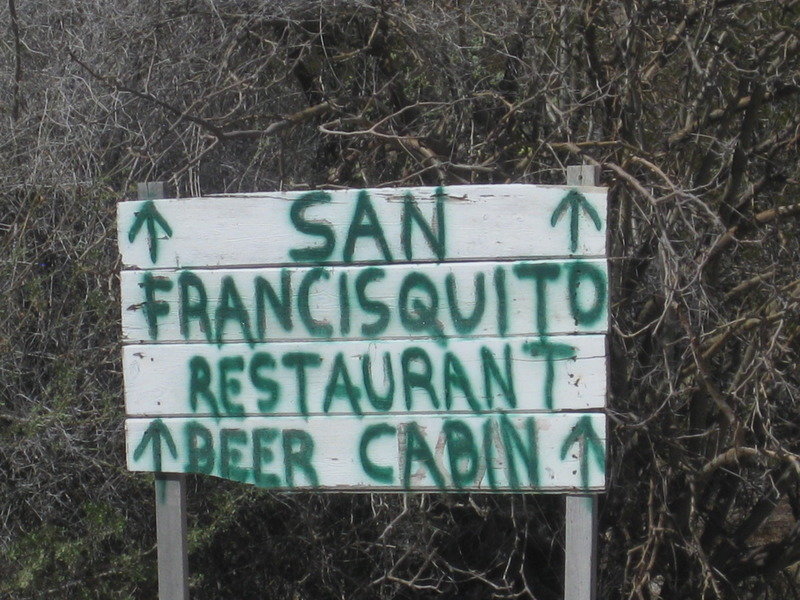 ↑ SAN ↑
FRANCISQUITO
RESTAURANT
↑ BEER CABIN ↑